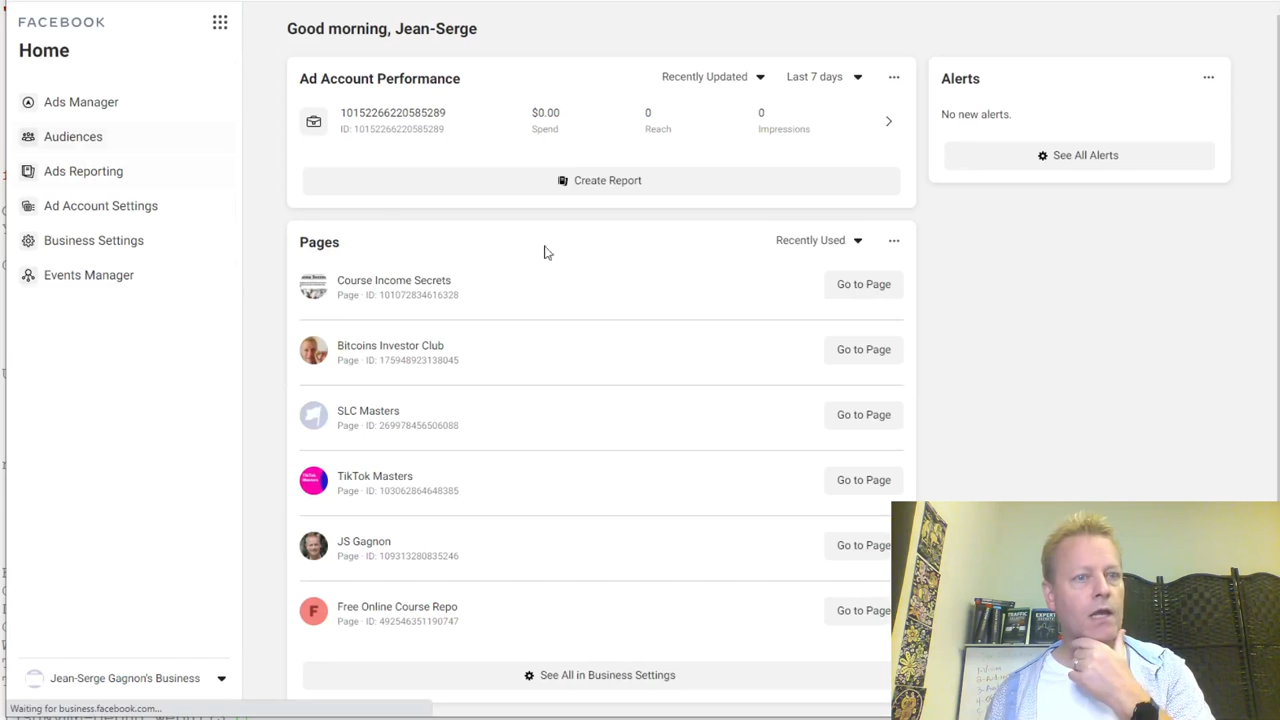 FACEBOOK
Home
Ads Manager
Audiences
Ads Reporting
Ad Account Settings
Business Settings
Events Manager
Jean-Serge Gagnon's Business
Waiting for business.facebook.com...
Good morning, Jean-Serge
Ad Account Performance
Recently Updated
Last 7 days
10152266220585289
ID: 10152266220585289
$0.00
Spend
0
Reach
0
Impressions
Create Report
Alerts
No new alerts.
See All Alerts
Pages
Recently Used
Course Income Secrets
Page · ID: 101072834616328
Go to Page
Bitcoins Investor Club
Page · ID: 175948923138045
Go to Page
SLC Masters
Page · ID: 269978456506088
Go to Page
TikTok Masters
Page · ID: 103062864648385
Go to Page
JS Gagnon
Page · ID: 109313280835246
Go to Page
F
Free Online Course Repo
Page · ID: 492546351190747
Go to Page
See All in Business Settings
TRAFFIC
EXPERT